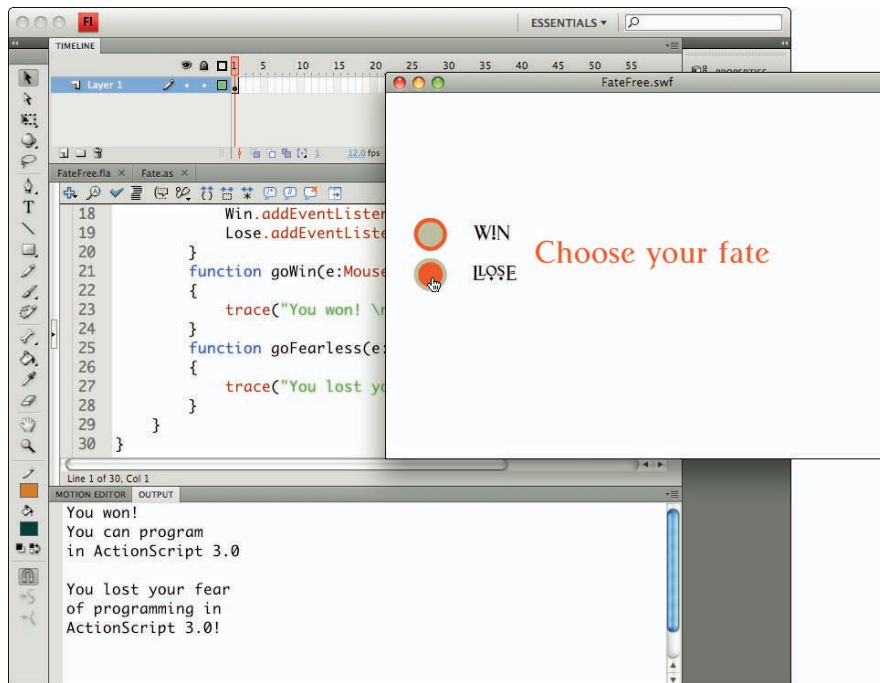 Fl
ESSENTIALS
TIMELINE
1 5 10 15 20 25 30 35 40 45 50 55
Layer 1
FateFree.swf
1 12.0 fps
FateFree.fla × Fate.as ×
WIN
LLOSE
Choose your fate
18 Win.addEventListen
19 Lose.addEventListe
20 }
21 function goWin(e:Mouse
22 {
23 trace("You won! \
24 }
25 function goFearless(e:
26 {
27 trace("You lost yo
28 }
29 }
30 }
Line 1 of 30, Col 1
MOTION EDITOR OUTPUT
You won!
You can program
in ActionScript 3.0
You lost your fear
of programming in
ActionScript 3.0!